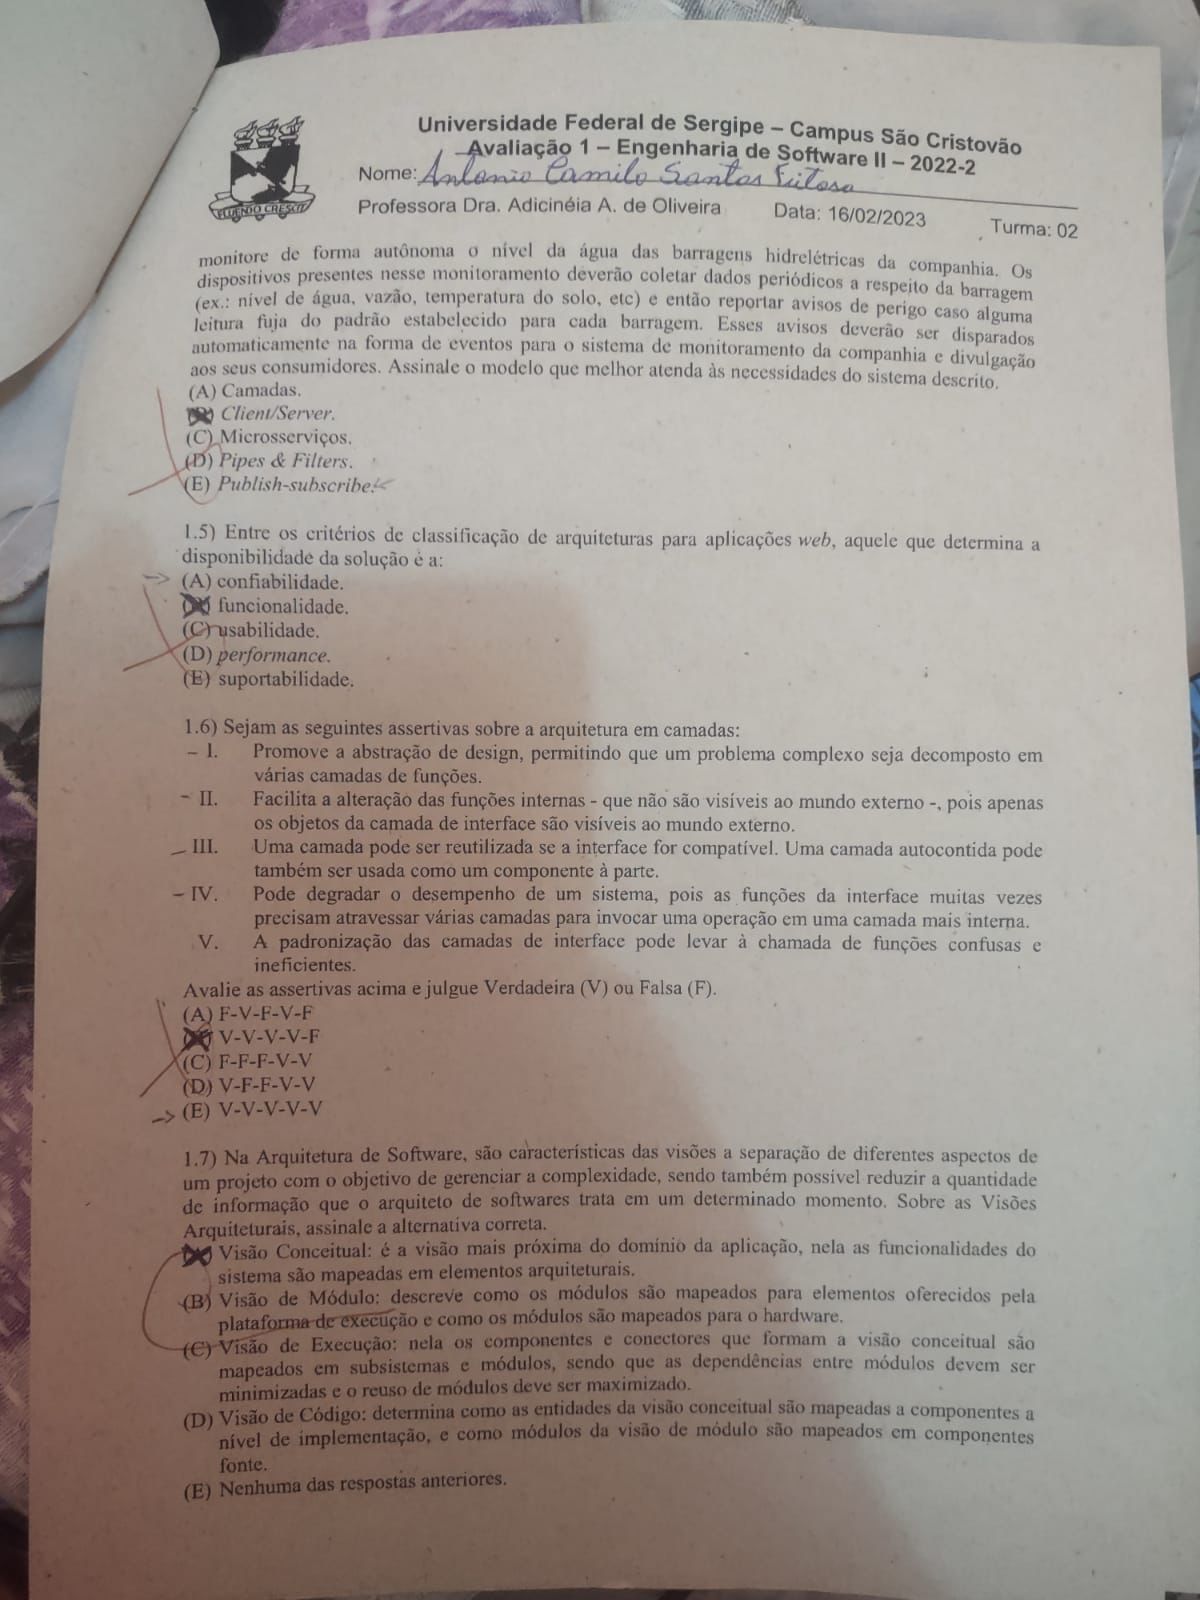 Universidade Federal de Sergipe – Campus São Cristovão
Avaliação 1 – Engenharia de Software II – 2022-2
Nome: Antonio Camilo Santos Feitosa
Professora Dra. Adicinéia A. de Oliveira Data: 16/02/2023 Turma: 02
monitore de forma autônoma o nível da água das barragens hidrelétricas da companhia. Os
dispositivos presentes nesse monitoramento deverão coletar dados periódicos a respeito da barragem
(ex.: nível de água, vazão, temperatura do solo, etc) e então reportar avisos de perigo caso alguma
leitura fuja do padrão estabelecido para cada barragem. Esses avisos deverão ser disparados
automaticamente na forma de eventos para o sistema de monitoramento da companhia e divulgação
aos seus consumidores. Assinale o modelo que melhor atenda às necessidades do sistema descrito.
(A) Camadas.
Client/Server.
(C) Microsserviços.
(D) Pipes & Filters.
(E) Publish-subscribe.
1.5) Entre os critérios de classificação de arquiteturas para aplicações web, aquele que determina a
disponibilidade da solução é a:
(A) confiabilidade.
funcionalidade.
(C) usabilidade.
(D) performance.
(E) suportabilidade.
1.6) Sejam as seguintes assertivas sobre a arquitetura em camadas:
I. Promove a abstração de design, permitindo que um problema complexo seja decomposto em
várias camadas de funções.
II. Facilita a alteração das funções internas - que não são visíveis ao mundo externo -, pois apenas
os objetos da camada de interface são visíveis ao mundo externo.
III. Uma camada pode ser reutilizada se a interface for compatível. Uma camada autocontida pode
também ser usada como um componente à parte.
IV. Pode degradar o desempenho de um sistema, pois as funções da interface muitas vezes
precisam atravessar várias camadas para invocar uma operação em uma camada mais interna.
V. A padronização das camadas de interface pode levar à chamada de funções confusas e
ineficientes.
Avalie as assertivas acima e julgue Verdadeira (V) ou Falsa (F).
(A) F-V-F-V-F
V-V-V-V-F
(C) F-F-F-V-V
(D) V-F-F-V-V
(E) V-V-V-V-V
1.7) Na Arquitetura de Software, são características das visões a separação de diferentes aspectos de
um projeto com o objetivo de gerenciar a complexidade, sendo também possível reduzir a quantidade
de informação que o arquiteto de softwares trata em um determinado momento. Sobre as Visões
Arquiteturais, assinale a alternativa correta.
Visão Conceitual: é a visão mais próxima do domínio da aplicação, nela as funcionalidades do
sistema são mapeadas em elementos arquiteturais.
(B) Visão de Módulo: descreve como os módulos são mapeados para elementos oferecidos pela
plataforma de execução e como os módulos são mapeados para o hardware.
(C) Visão de Execução: nela os componentes e conectores que formam a visão conceitual são
mapeados em subsistemas e módulos, sendo que as dependências entre módulos devem ser
minimizadas e o reuso de módulos deve ser maximizado.
(D) Visão de Código: determina como as entidades da visão conceitual são mapeadas a componentes a
nível de implementação, e como módulos da visão de módulo são mapeados em componentes
fonte.
(E) Nenhuma das respostas anteriores.